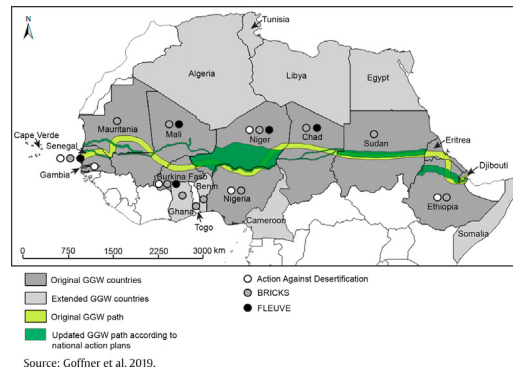 N
Tunisia
Algeria
Libya
Egypt
Cape Verde
Mauritania
Mali
Niger
Chad
Sudan
Eritrea
Senegal
Gambia
Djibouti
Burkina Faso
Benin
Nigeria
Ghana
Togo
Cameroon
Ethiopia
Somalia
0 750 1500 2250 3000 km
Original GGW countries
Extended GGW countries
Original GGW path
Updated GGW path according to
national action plans
Action Against Desertification
BRICKS
FLEUVE
Source: Goffner et al. 2019.